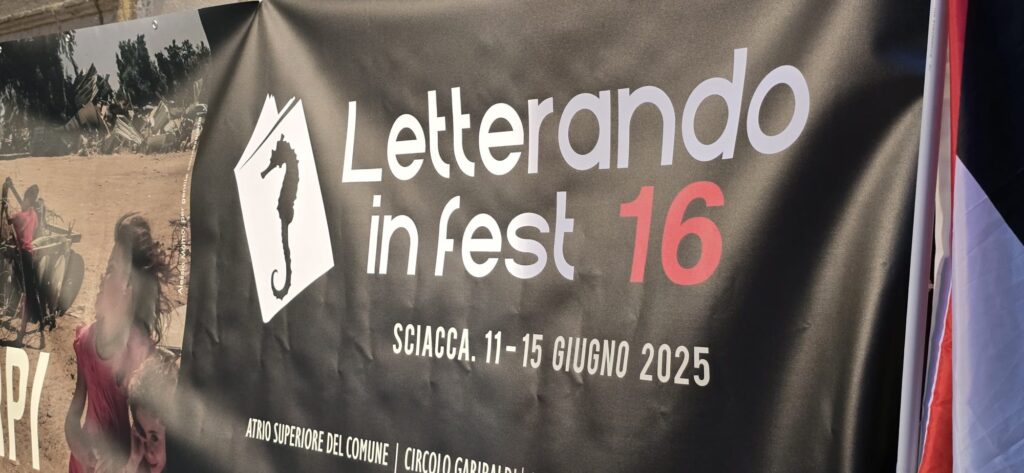 Letterando
in fest 16
SCIACCA. 11-15 GIUGNO 2025
ATRIO SUPERIORE DEL COMUNE | CIRCOLO GARIBALDI